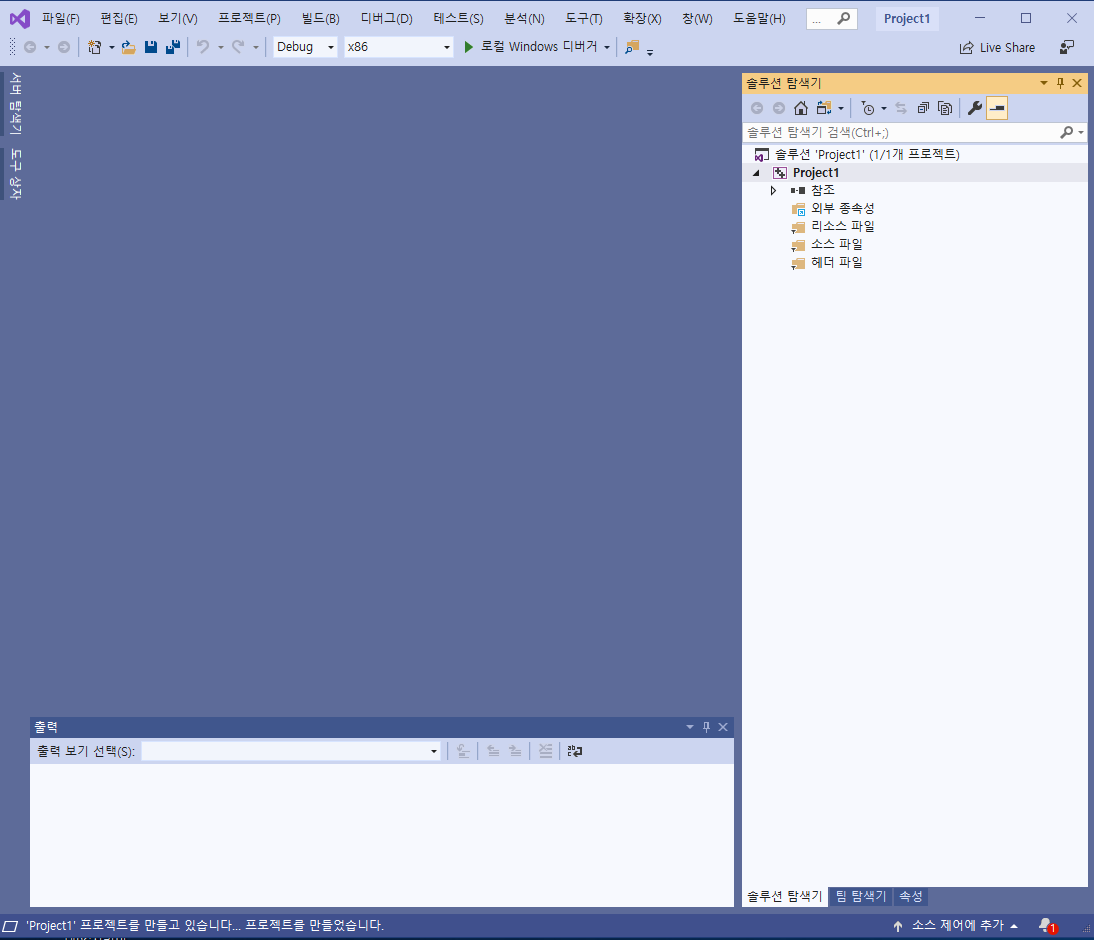 파일(F) 편집(E) 보기(V) 프로젝트(P) 빌드(B) 디버그(D) 테스트(S) 분석(N) 도구(T) 확장(X) 창(W) 도움말(H) ... Project1
Debug x86 로컬 Windows 디버거 Live Share
서버 탐색기
도구 상자
솔루션 탐색기
솔루션 탐색기 검색(Ctrl+;)
솔루션 'Project1' (1/1개 프로젝트)
Project1
참조
외부 종속성
리소스 파일
소스 파일
헤더 파일
출력
출력 보기 선택(S):
솔루션 탐색기 팀 탐색기 속성
'Project1' 프로젝트를 만들고 있습니다... 프로젝트를 만들었습니다. 소스 제어에 추가 1